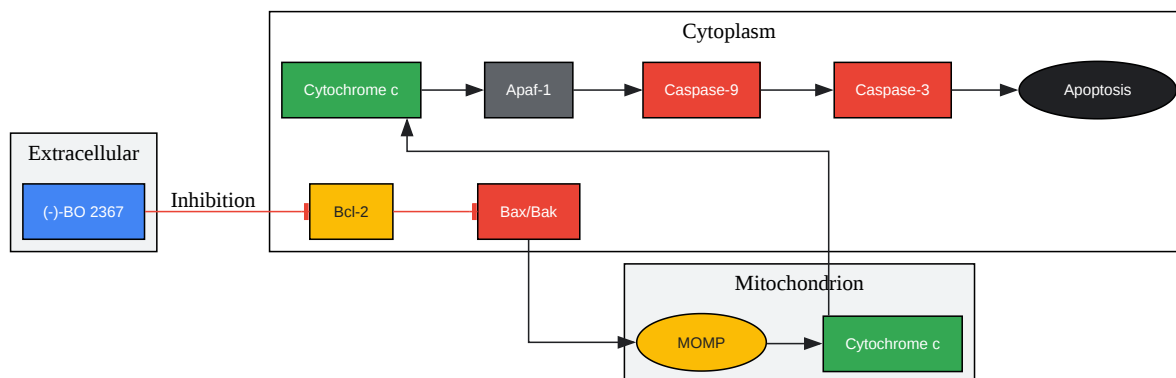 Cytoplasm
Cytochrome c
Apaf-1
Caspase-9
Caspase-3
Apoptosis
Extracellular
(-)-BO 2367
Inhibition
Bcl-2
Bax/Bak
Mitochondrion
MOMP
Cytochrome c